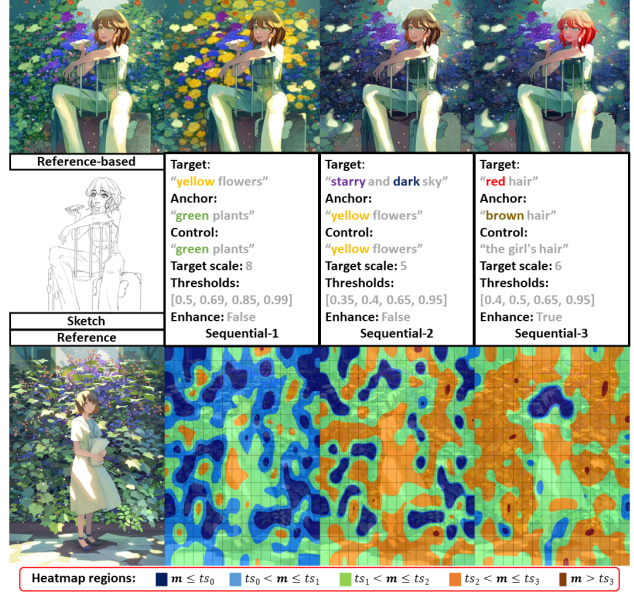 Reference-based
Sketch
Reference
Target:
“yellow flowers”
Anchor:
“green plants”
Control:
“green plants”
Target scale: 8
Thresholds:
[0.5, 0.69, 0.85, 0.99]
Enhance: False
Sequential-1
Target:
“starry and dark sky”
Anchor:
“yellow flowers”
Control:
“yellow flowers”
Target scale: 5
Thresholds:
[0.35, 0.4, 0.65, 0.95]
Enhance: False
Sequential-2
Target:
“red hair”
Anchor:
“brown hair”
Control:
“the girl's hair”
Target scale: 6
Thresholds:
[0.4, 0.5, 0.65, 0.95]
Enhance: True
Sequential-3
Heatmap regions: m ≤ ts₀ ts₀ < m ≤ ts₁ ts₁ < m ≤ ts₂ ts₂ < m ≤ ts₃ m > ts₃